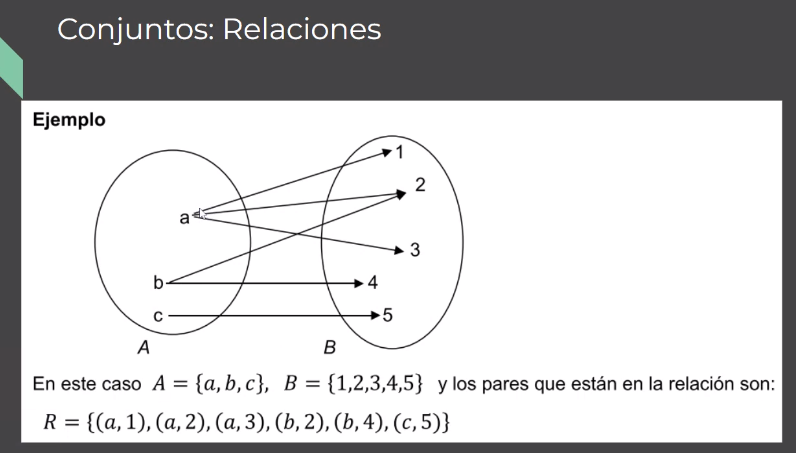 Conjuntos: Relaciones
Ejemplo
1
2
a
3
b
4
c
5
A
B
En este caso A = {a, b, c}, B = {1,2,3,4,5} y los pares que están en la relación son:
R = {(a, 1), (a, 2), (a, 3), (b, 2), (b, 4), (c, 5)}